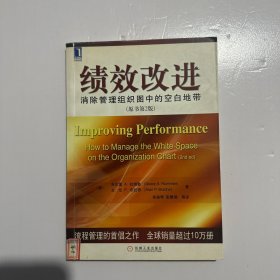 绩效改进
消除管理组织图中的空白地带
(原书第2版)
Improving Performance
How to Manage the White Space
on the Organization Chart (2nd ed)
流程管理的首倡之作 全球销量超过10万册
机械工业出版社